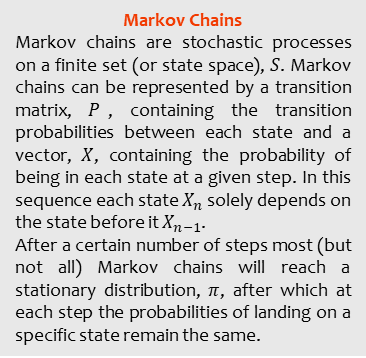 Markov Chains
Markov chains are stochastic processes
on a finite set (or state space), S. Markov
chains can be represented by a transition
matrix, P , containing the transition
probabilities between each state and a
vector, X, containing the probability of
being in each state at a given step. In this
sequence each state Xₙ solely depends on
the state before it Xₙ₋₁.
After a certain number of steps most (but
not all) Markov chains will reach a
stationary distribution, π, after which at
each step the probabilities of landing on a
specific state remain the same.